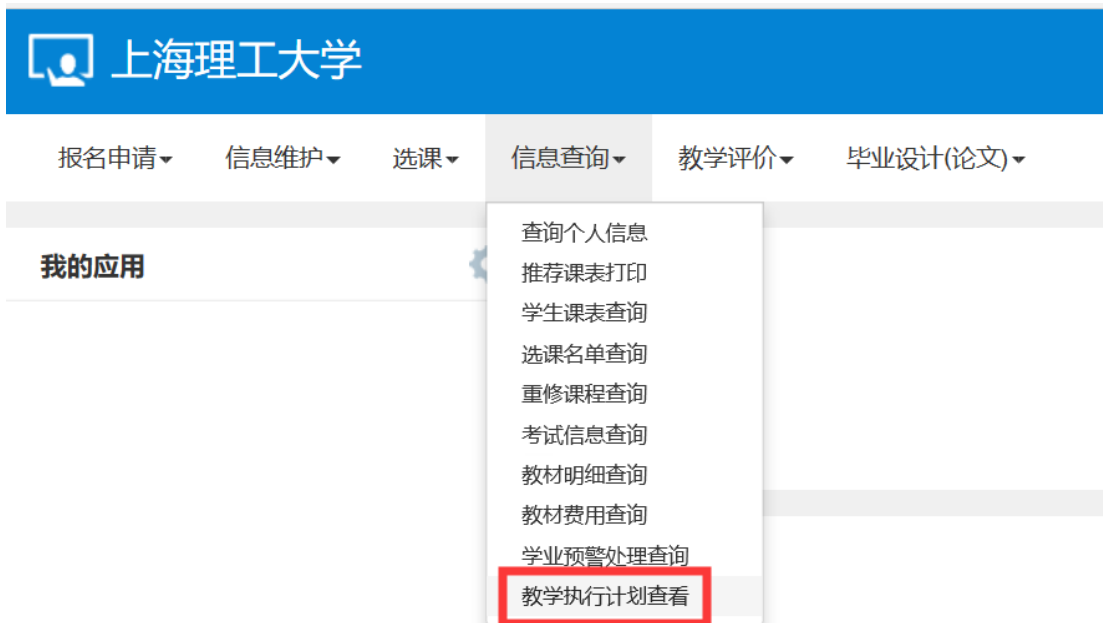 上海理工大学
报名申请 信息维护 选课 信息查询 教学评价 毕业设计(论文)
我的应用
查询个人信息
推荐课表打印
学生课表查询
选课名单查询
重修课程查询
考试信息查询
教材明细查询
教材费用查询
学业预警处理查询
教学执行计划查看